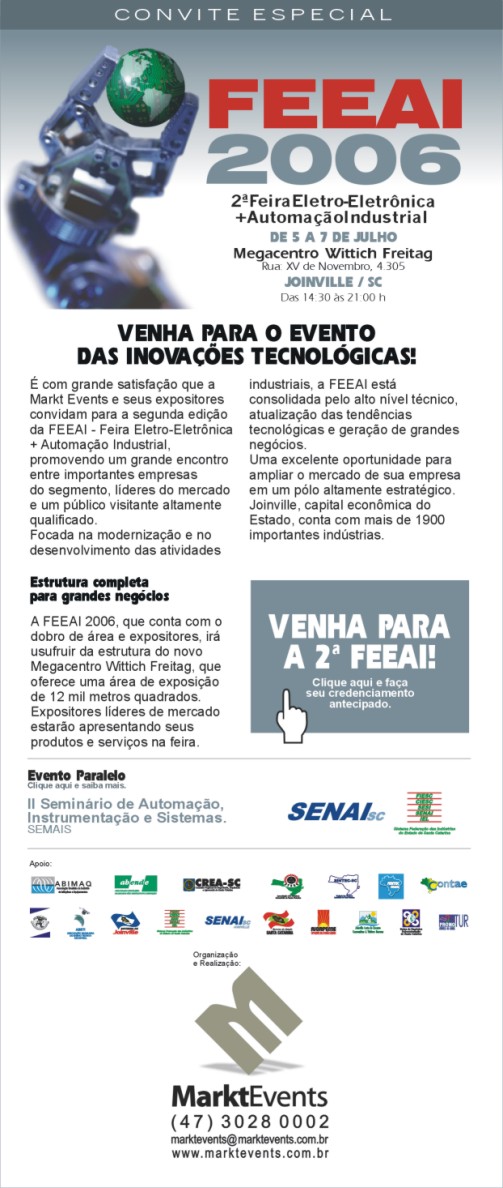 CONVITE ESPECIAL
FEEAI
2006
2ª Feira Eletro-Eletrônica
+ Automação Industrial
DE 5 A 7 DE JULHO
Megacentro Wittich Freitag
Rua: XV de Novembro, 4.305
JOINVILLE / SC
Das 14:30 às 21:00 h
VENHA PARA O EVENTO
DAS INOVAÇÕES TECNOLÓGICAS!
É com grande satisfação que a
Markt Events e seus expositores
convidam para a segunda edição
da FEEAI - Feira Eletro-Eletrônica
+ Automação Industrial,
promovendo um grande encontro
entre importantes empresas
do segmento, líderes do mercado
e um público visitante altamente
qualificado.
Focada na modernização e no
desenvolvimento das atividades
industriais, a FEEAI está
consolidada pelo alto nível técnico,
atualização das tendências
tecnológicas e geração de grandes
negócios.
Uma excelente oportunidade para
ampliar o mercado de sua empresa
em um pólo altamente estratégico.
Joinville, capital econômica do
Estado, conta com mais de 1900
importantes indústrias.
Estrutura completa
para grandes negócios
A FEEAI 2006, que conta com o
dobro de área e expositores, irá
usufruir da estrutura do novo
Megacentro Wittich Freitag, que
oferece uma área de exposição
de 12 mil metros quadrados.
Expositores líderes de mercado
estarão apresentando seus
produtos e serviços na feira.
VENHA PARA
A 2ª FEEAI!
Clique aqui e faça
seu credenciamento
antecipado.
Evento Paralelo
Clique aqui e saiba mais.
II Seminário de Automação,
Instrumentação e Sistemas.
SEMAIS
SENAI SC
FIESC
CIESC
SESI
SENAI
IEL
Sistema Federação das Indústrias
do Estado de Santa Catarina
Apoio:
ABIMAQ
abende
CREA-SC
Contae
Joinville
SENAI SC
SANTA CATARINA
TUR
Organização
e Realização:
MarktEvents
(47) 3028 0002
marktevents@marktevents.com.br
www.marktevents.com.br